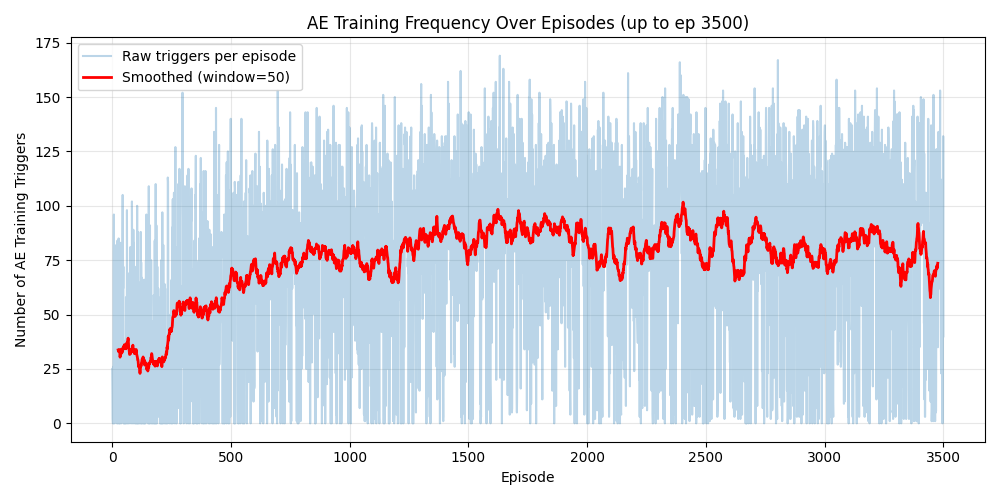 AE Training Frequency Over Episodes (up to ep 3500)
Raw triggers per episode
Smoothed (window=50)
Number of AE Training Triggers
175
150
125
100
75
50
25
0
0 500 1000 1500 2000 2500 3000 3500
Episode